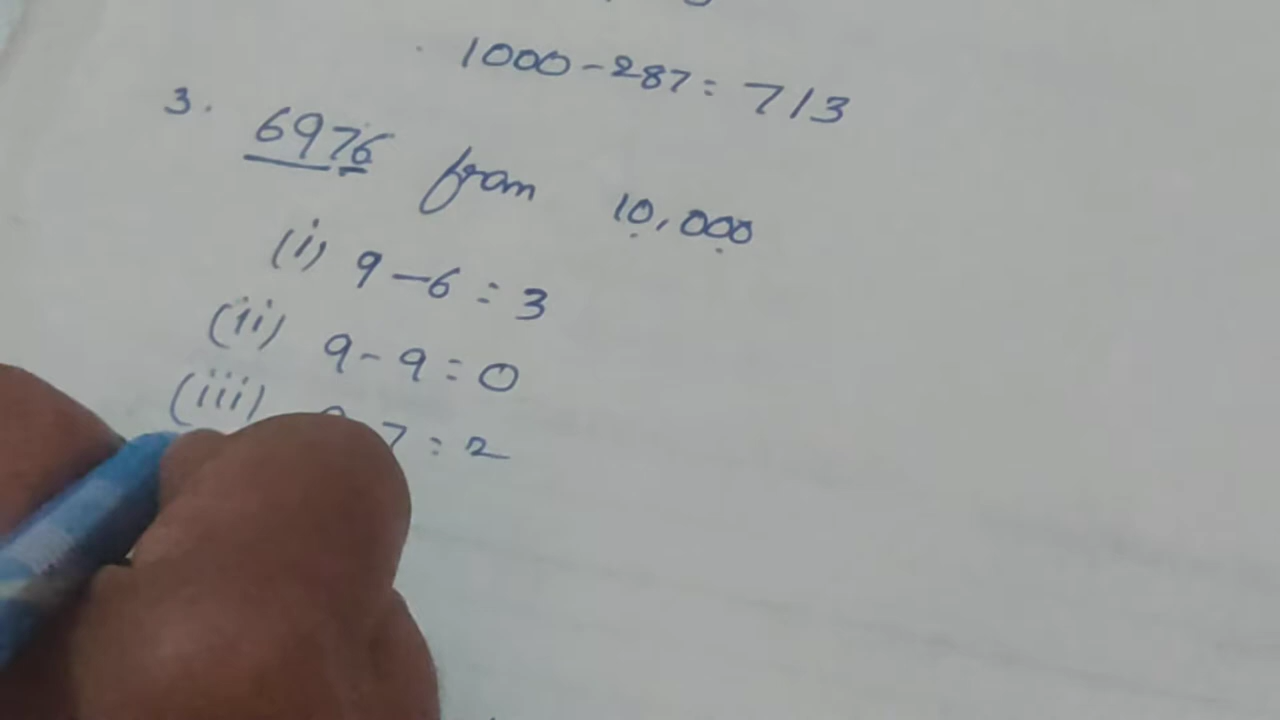 1000-287= 713
3. 6976 from 10,000
(i) 9-6=3
(ii) 9-9=0
(iii) 7=2